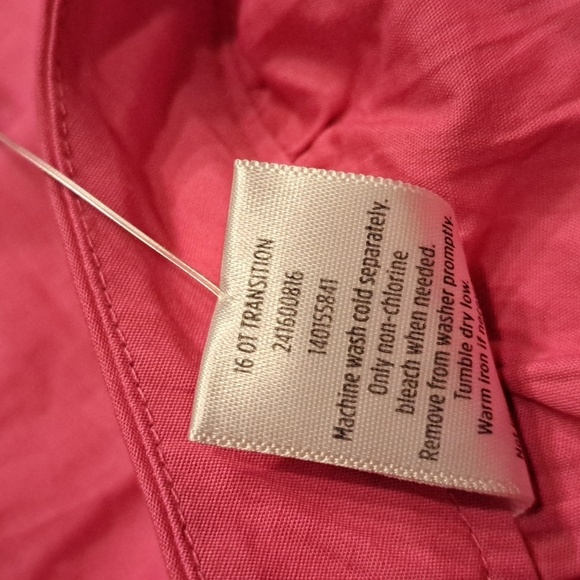 16 OT TRANSITION
241600816
140155841
Machine wash cold separately.
Only non-chlorine
bleach when needed.
Remove from washer promptly.
Tumble dry low.
Warm iron if